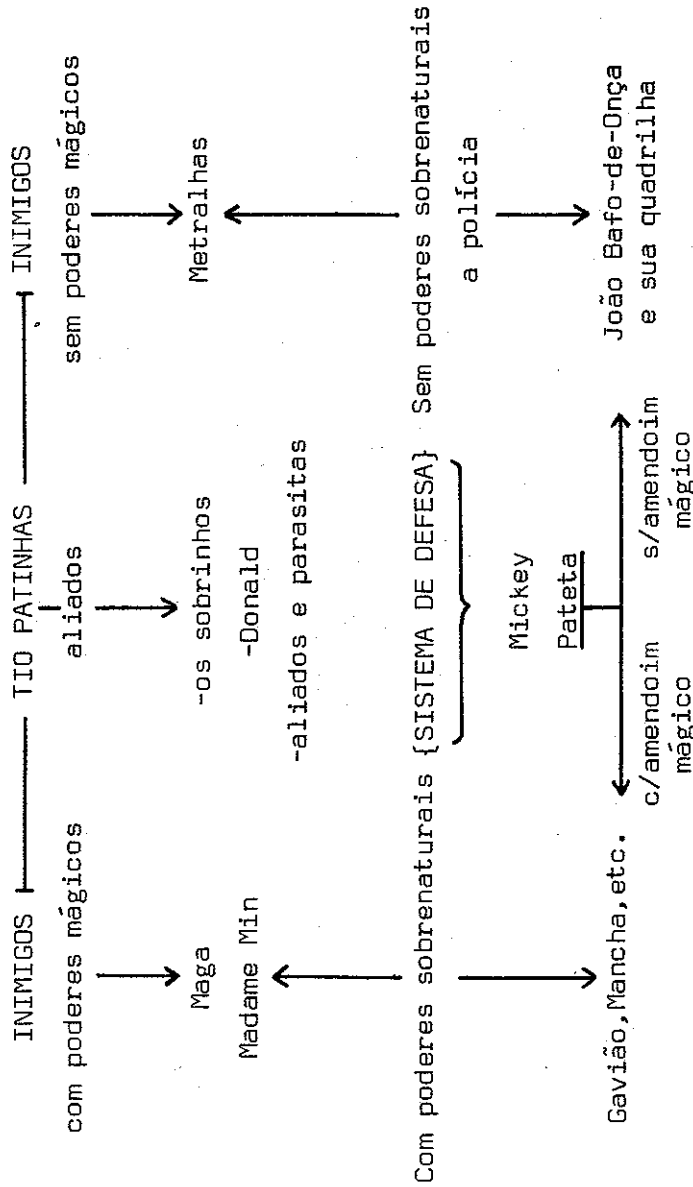 INIMIGOS TIO PATINHAS INIMIGOS
com poderes mágicos aliados sem poderes mágicos
Maga -os sobrinhos Metralhas
Madame Min -Donald
-aliados e parasitas
Com poderes sobrenaturais {SISTEMA DE DEFESA} Sem poderes sobrenaturais
a polícia
Mickey
Pateta
c/amendoim s/amendoim
mágico mágico
Gavião,Mancha,etc. João Bafo-de-Onça
e sua quadrilha